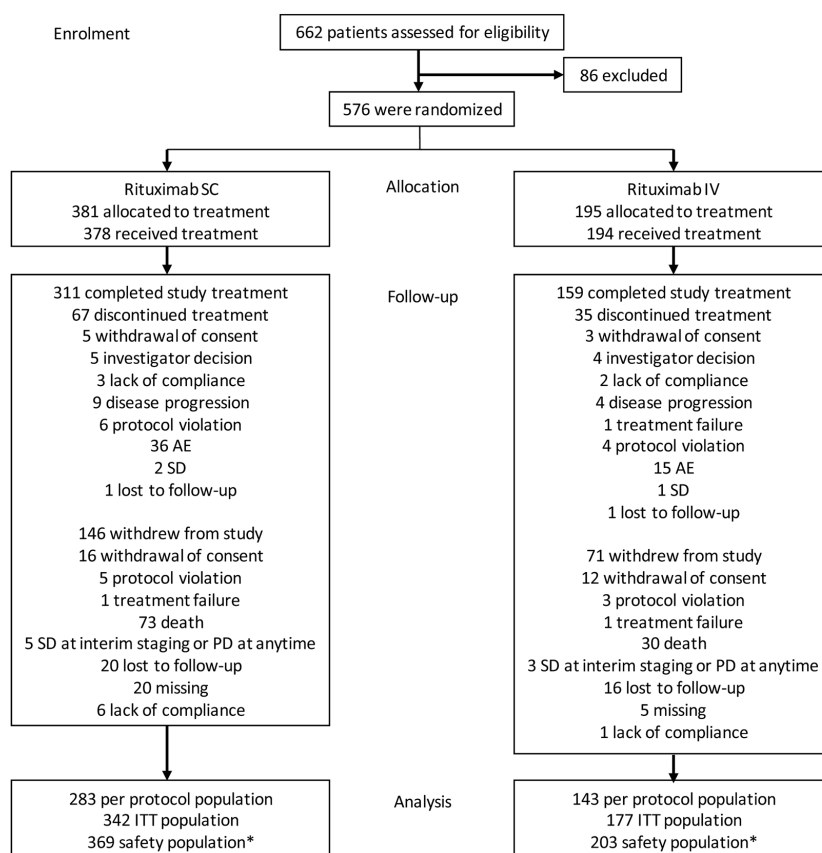 Enrolment
662 patients assessed for eligibility
86 excluded
576 were randomized
Allocation
Rituximab SC
381 allocated to treatment
378 received treatment
Rituximab IV
195 allocated to treatment
194 received treatment
Follow-up
311 completed study treatment
67 discontinued treatment
5 withdrawal of consent
5 investigator decision
3 lack of compliance
9 disease progression
6 protocol violation
36 AE
2 SD
1 lost to follow-up
146 withdrew from study
16 withdrawal of consent
5 protocol violation
1 treatment failure
73 death
5 SD at interim staging or PD at anytime
20 lost to follow-up
20 missing
6 lack of compliance
159 completed study treatment
35 discontinued treatment
3 withdrawal of consent
4 investigator decision
2 lack of compliance
4 disease progression
1 treatment failure
4 protocol violation
15 AE
1 SD
1 lost to follow-up
71 withdrew from study
12 withdrawal of consent
3 protocol violation
1 treatment failure
30 death
3 SD at interim staging or PD at anytime
16 lost to follow-up
5 missing
1 lack of compliance
Analysis
283 per protocol population
342 ITT population
369 safety population*
143 per protocol population
177 ITT population
203 safety population*